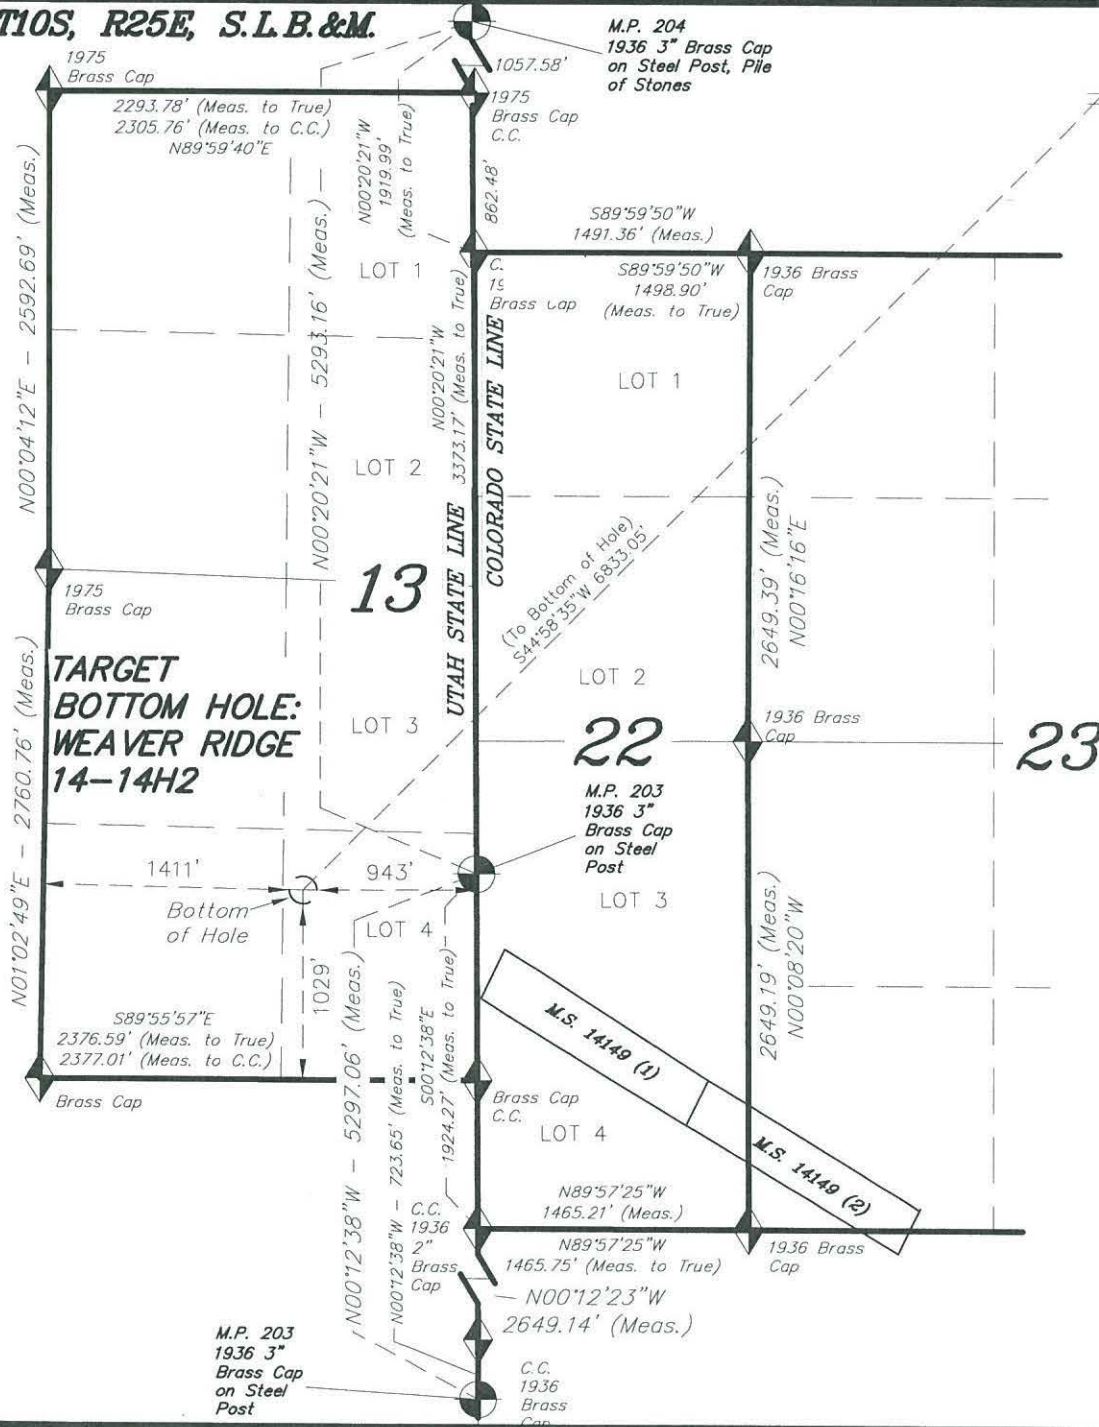 T10S, R25E, S.L.B.&M.
M.P. 204
1936 3" Brass Cap
on Steel Post, Pile
of Stones
1975
Brass Cap
1057.58'
2293.78' (Meas. to True)
2305.76' (Meas. to C.C.)
N89°59'40"E
1975
Brass Cap
C.C.
N00°20'21"W
1919.99'
(Meas. to True)
862.48'
N00°04'12"E - 2592.69' (Meas.)
N00°20'21"W - 5293.16' (Meas.)
S89°59'50"W
1491.36' (Meas.)
LOT 1
C.
Brass Cap
S89°59'50"W
1498.90'
(Meas. to True)
1936 Brass
Cap
N00°20'21"W
3373.17' (Meas. to True)
LOT 1
LOT 2
UTAH STATE LINE
COLORADO STATE LINE
2649.39' (Meas.)
N00°16'16"E
13
1975
Brass Cap
(To Bottom of Hole)
S44°58'35"W 6833.05'
TARGET
BOTTOM HOLE:
WEAVER RIDGE
14-14H2
N01°02'49"E - 2760.76' (Meas.)
LOT 3
LOT 2
22
1936 Brass
Cap
23
M.P. 203
1936 3"
Brass Cap
on Steel
Post
1411'
943'
Bottom
of Hole
LOT 4
1029'
LOT 3
2649.19' (Meas.)
N00°08'20"W
S89°55'57"E
2376.59' (Meas. to True)
2377.01' (Meas. to C.C.)
Brass Cap
N00°12'38"W - 5297.06' (Meas.)
N00°12'38"W - 723.65' (Meas. to True)
S00°12'38"E
1924.27' (Meas. to True)
M.S. 14149 (1)
M.S. 14149 (2)
Brass Cap
C.C.
LOT 4
N89°57'25"W
1465.21' (Meas.)
C.C.
1936
2"
Brass
Cap
N89°57'25"W
1465.75' (Meas. to True)
1936 Brass
Cap
N00°12'23"W
2649.14' (Meas.)
M.P. 203
1936 3"
Brass Cap
on Steel
Post
C.C.
1936
Brass
Cap